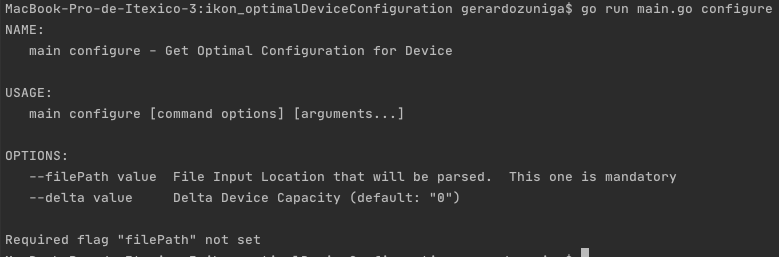 MacBook-Pro-de-Itexico-3:ikon_optimalDeviceConfiguration gerardozuniga$ go run main.go configure
NAME:
   main configure - Get Optimal Configuration for Device

USAGE:
   main configure [command options] [arguments...]

OPTIONS:
   --filePath value  File Input Location that will be parsed.  This one is mandatory
   --delta value     Delta Device Capacity (default: "0")

Required flag "filePath" not set